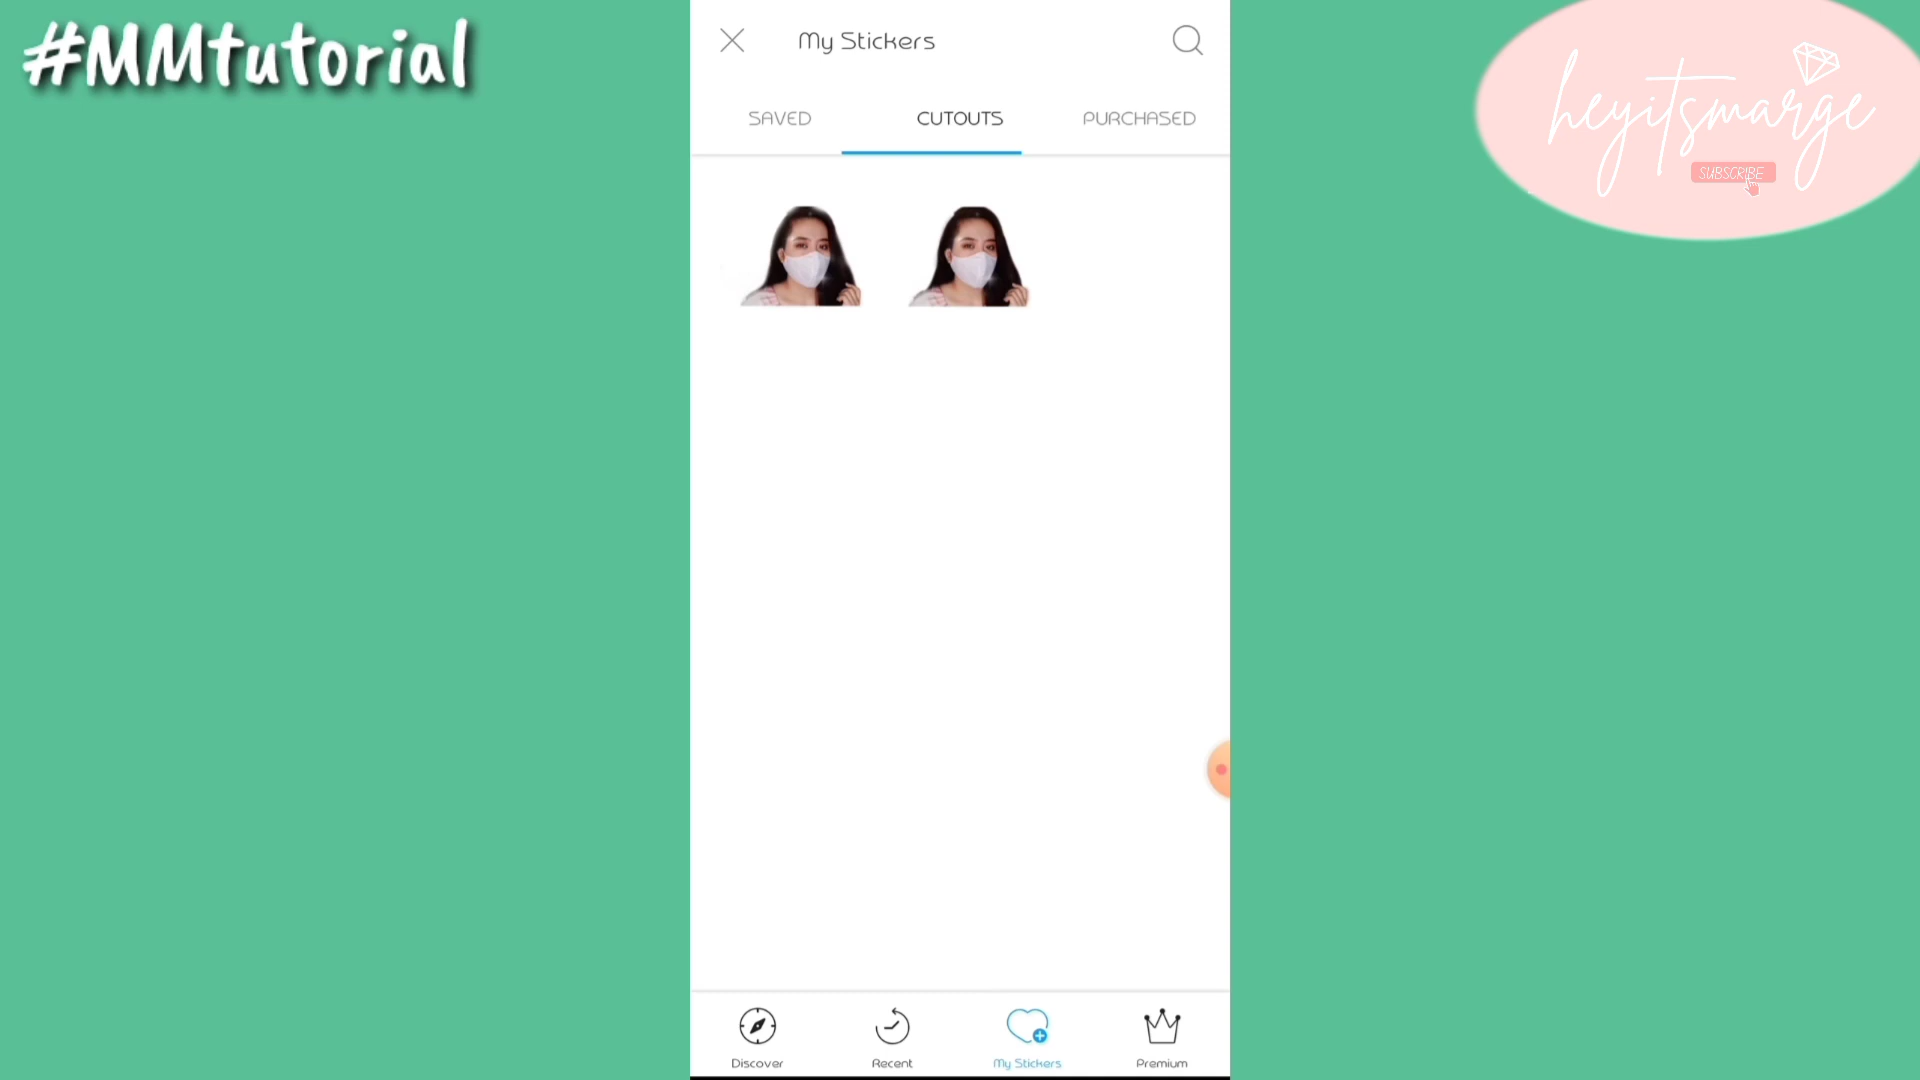 #MMtutorial
My Stickers
heyitsmarge
SUBSCRIBE
SAVED
CUTOUTS
PURCHASED
Discover
Recent
My Stickers
Premium